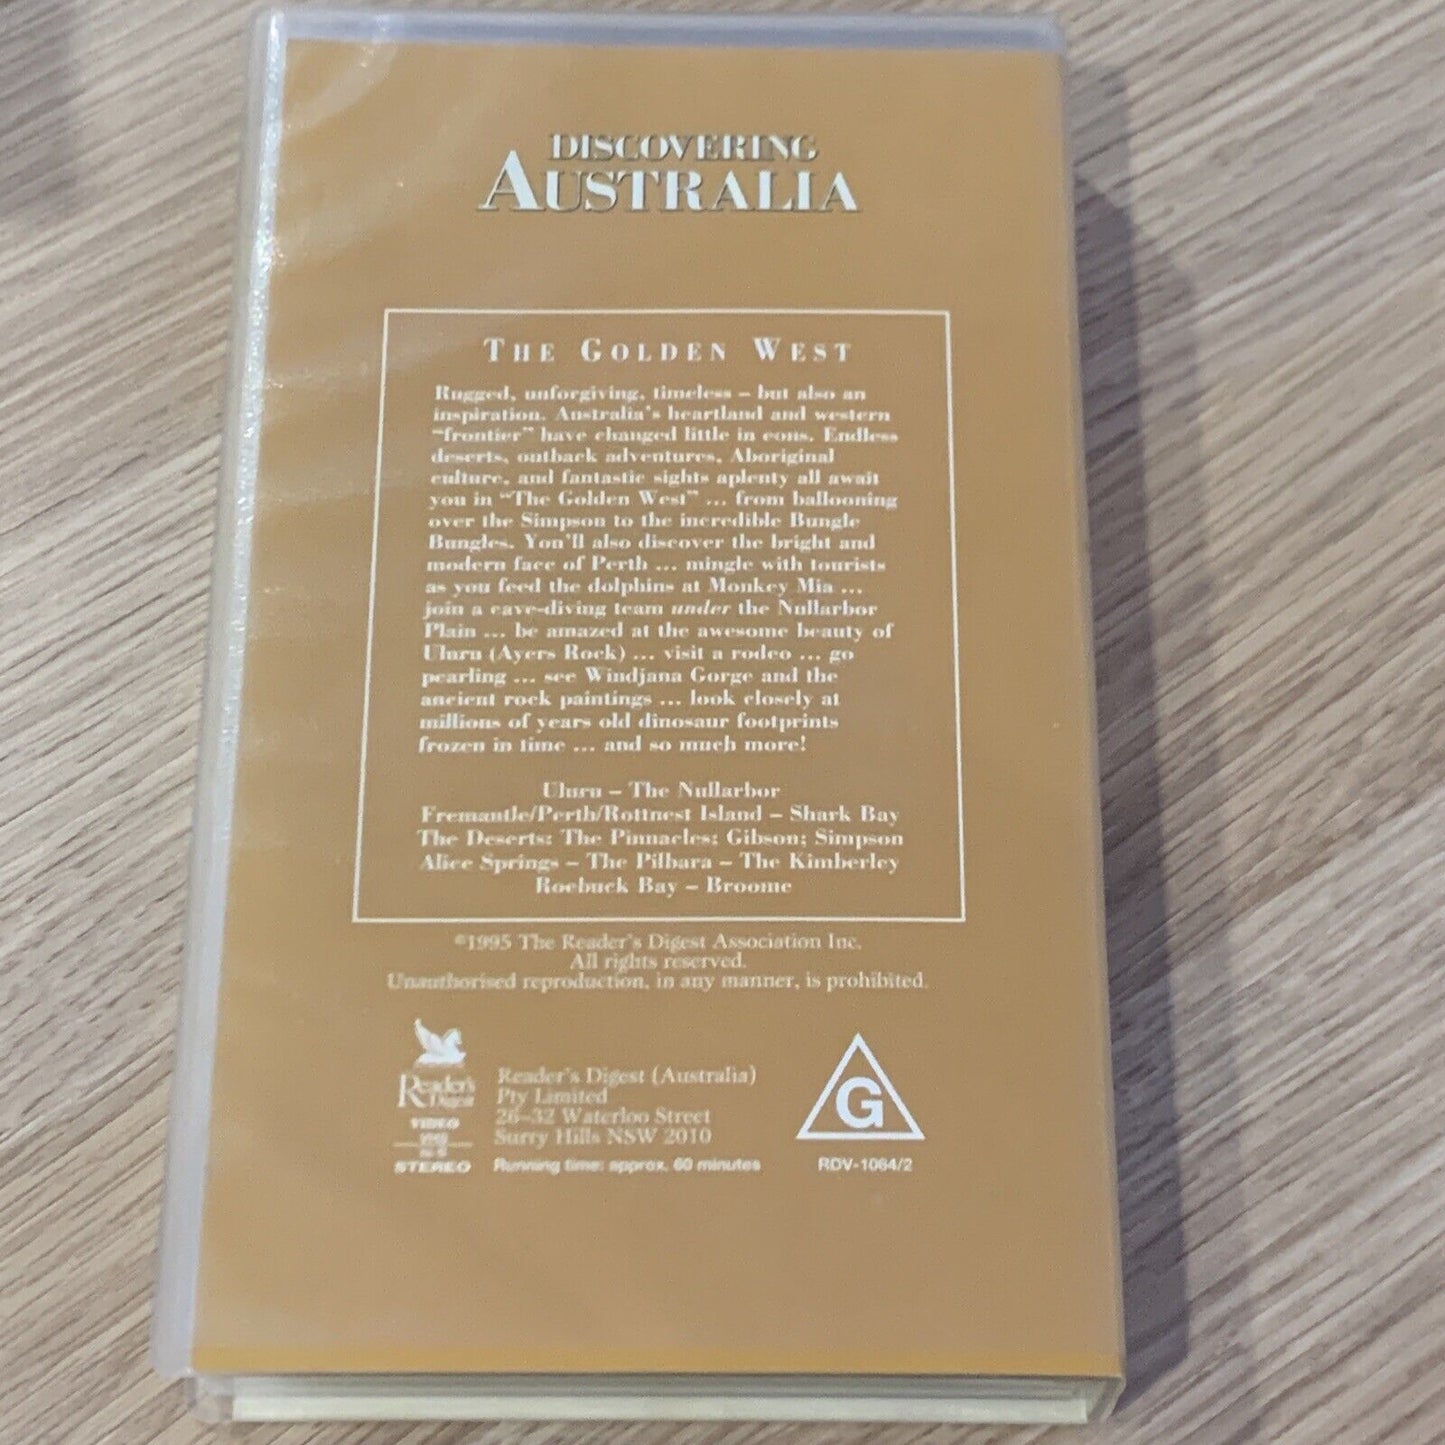 DISCOVERING
AUSTRALIA
THE GOLDEN WEST
Rugged, unforgiving, timeless – but also an
inspiration. Australia's heartland and western
"frontier" have changed little in eons. Endless
deserts, outback adventures, Aboriginal
culture, and fantastic sights aplenty all await
you in "The Golden West" ... from ballooning
over the Simpson to the incredible Bungle
Bungles. You'll also discover the bright and
modern face of Perth ... mingle with tourists
as you feed the dolphins at Monkey Mia ...
join a cave-diving team under the Nullarbor
Plain ... be amazed at the awesome beauty of
Uluru (Ayers Rock) ... visit a rodeo ... go
pearling ... see Windjana Gorge and the
ancient rock paintings ... look closely at
millions of years old dinosaur footprints
frozen in time ... and so much more!
Uluru – The Nullarbor
Fremantle/Perth/Rottnest Island – Shark Bay
The Deserts: The Pinnacles; Gibson; Simpson
Alice Springs – The Pilbara – The Kimberley
Roebuck Bay – Broome
©1995 The Reader's Digest Association Inc.
All rights reserved.
Unauthorised reproduction, in any manner, is prohibited.
Reader's
Digest
VIDEO
STEREO
Reader's Digest (Australia)
Pty Limited
26–32 Waterloo Street
Surry Hills NSW 2010
Running time: approx. 60 minutes
G
RDV-1064/2